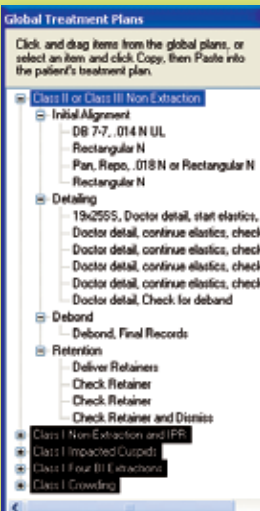 Global Treatment Plans
Click and drag items from the global plans, or
select an item and click Copy, then Paste into
the patient's treatment plan.
Class II or Class III Non Extraction
Initial Alignment
DB 7-7, .014 N UL
Rectangular N
Pan, Repo, .018 N or Rectangular N
Rectangular N
Detailing
19x25SS, Doctor detail, start elastics,
Doctor detail, continue elastics, check
Doctor detail, continue elastics, check
Doctor detail, continue elastics, check
Doctor detail, continue elastics, check
Doctor detail, Check for deband
Debond
Debond, Final Records
Retention
Deliver Retainers
Check Retainer
Check Retainer
Check Retainer and Dismiss
Class I Non Extraction and IPR
Class I Impacted Cuspids
Class I Four BI Extractions
Class I Crowding